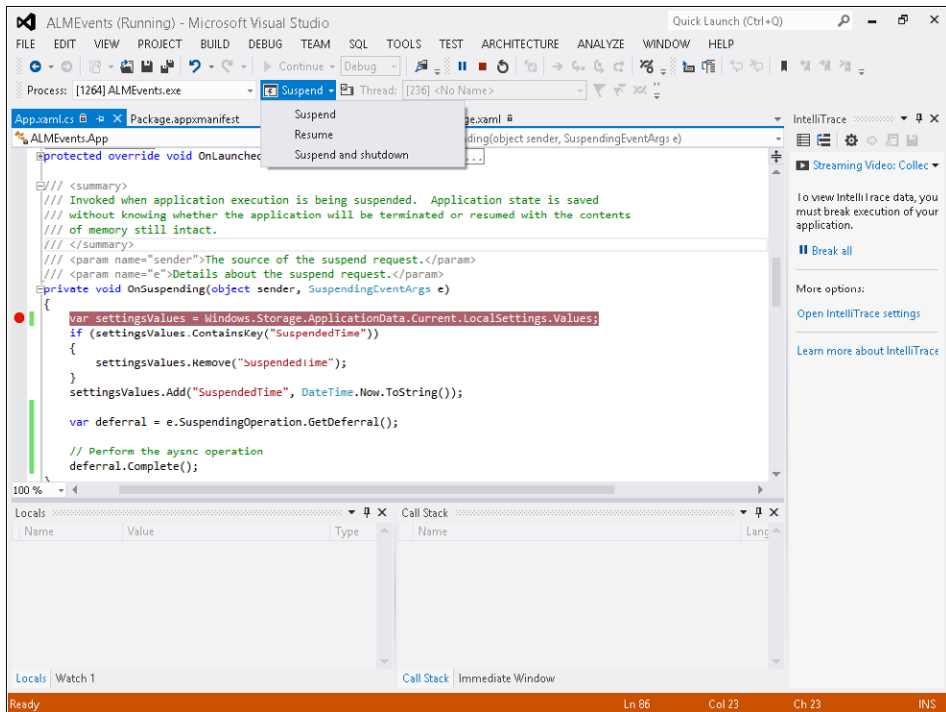 ALMEvents (Running) - Microsoft Visual Studio
Quick Launch (Ctrl+Q)
FILE EDIT VIEW PROJECT BUILD DEBUG TEAM SQL TOOLS TEST ARCHITECTURE ANALYZE WINDOW HELP
Continue Debug
Process: [1264] ALMEvents.exe Suspend Thread: [236] <No Name>
Suspend
Resume
Suspend and shutdown
App.xaml.cs Package.appxmanifest ge.xaml
ALMEvents.App ding(object sender, SuspendingEventArgs e)
protected override void OnLaunched ...
/// <summary>
/// Invoked when application execution is being suspended.  Application state is saved
/// without knowing whether the application will be terminated or resumed with the contents
/// of memory still intact.
/// </summary>
/// <param name="sender">The source of the suspend request.</param>
/// <param name="e">Details about the suspend request.</param>
private void OnSuspending(object sender, SuspendingEventArgs e)
{
var settingsValues = Windows.Storage.ApplicationData.Current.LocalSettings.Values;
if (settingsValues.ContainsKey("SuspendedTime"))
{
settingsValues.Remove("SuspendedTime");
}
settingsValues.Add("SuspendedTime", DateTime.Now.ToString());
var deferral = e.SuspendingOperation.GetDeferral();
// Perform the aysnc operation
deferral.Complete();
100 %
IntelliTrace
Streaming Video: Collec
To view IntelliTrace data, you
must break execution of your
application.
Break all
More options:
Open IntelliTrace settings
Learn more about IntelliTrace
Locals
Name Value Type
Call Stack
Name Lang
Locals Watch 1
Call Stack Immediate Window
Ready Ln 86 Col 23 Ch 23 INS